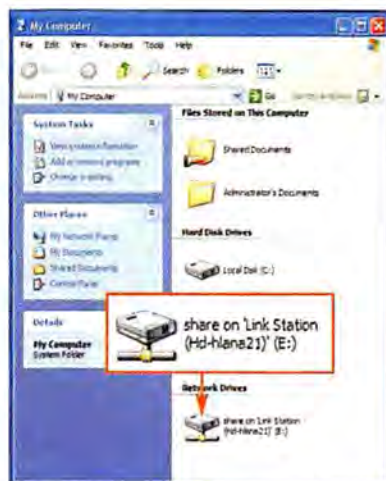 My Computer
File Edit View Favorites Tools Help
Search Folders
My Computer Go
System Tasks
View system information
Add or remove programs
Change a setting
Other Places
My Network Places
My Documents
Shared Documents
Control Panel
Details
My Computer
System Folder
Files Stored on This Computer
Shared Documents
Administrator's Documents
Hard Disk Drives
Local Disk (C:)
share on 'Link Station
(Hd-hlana21)' (E:)
Network Drives
share on 'Link Station
(Hd-hlana21)' (E:)